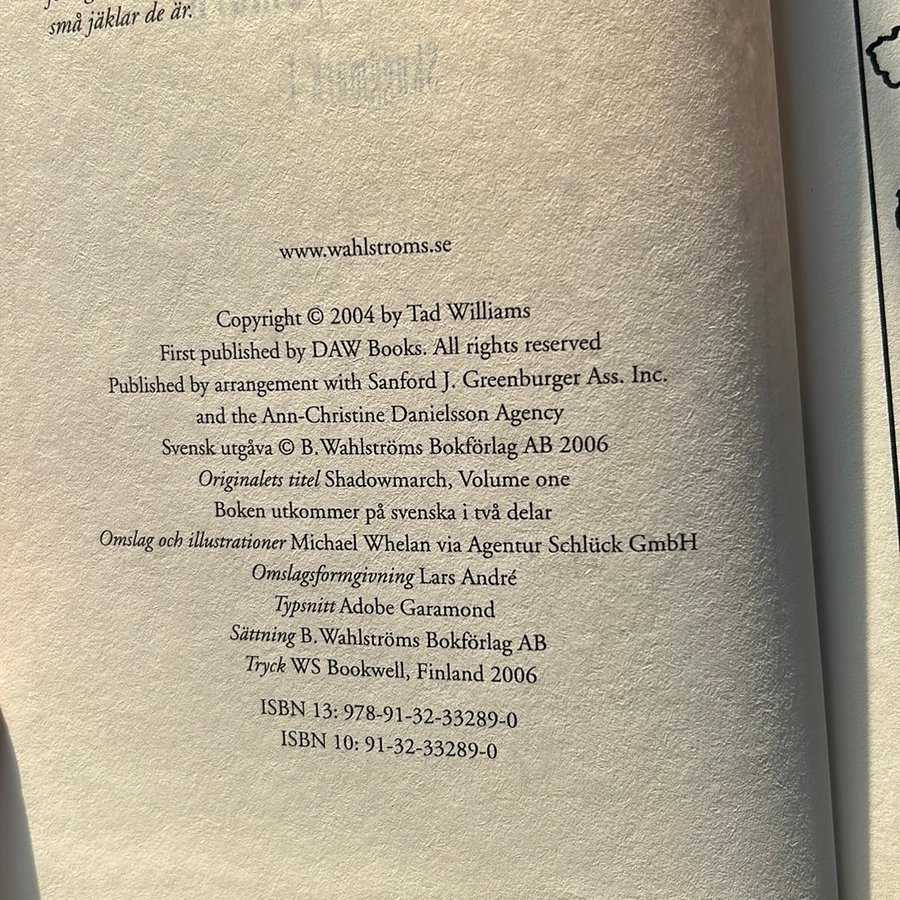 små jäklar de är.
www.wahlstroms.se
Copyright © 2004 by Tad Williams
First published by DAW Books. All rights reserved
Published by arrangement with Sanford J. Greenburger Ass. Inc.
and the Ann-Christine Danielsson Agency
Svensk utgåva © B. Wahlströms Bokförlag AB 2006
Originalets titel Shadowmarch, Volume one
Boken utkommer på svenska i två delar
Omslag och illustrationer Michael Whelan via Agentur Schlück GmbH
Omslagsformgivning Lars André
Typsnitt Adobe Garamond
Sättning B. Wahlströms Bokförlag AB
Tryck WS Bookwell, Finland 2006
ISBN 13: 978-91-32-33289-0
ISBN 10: 91-32-33289-0